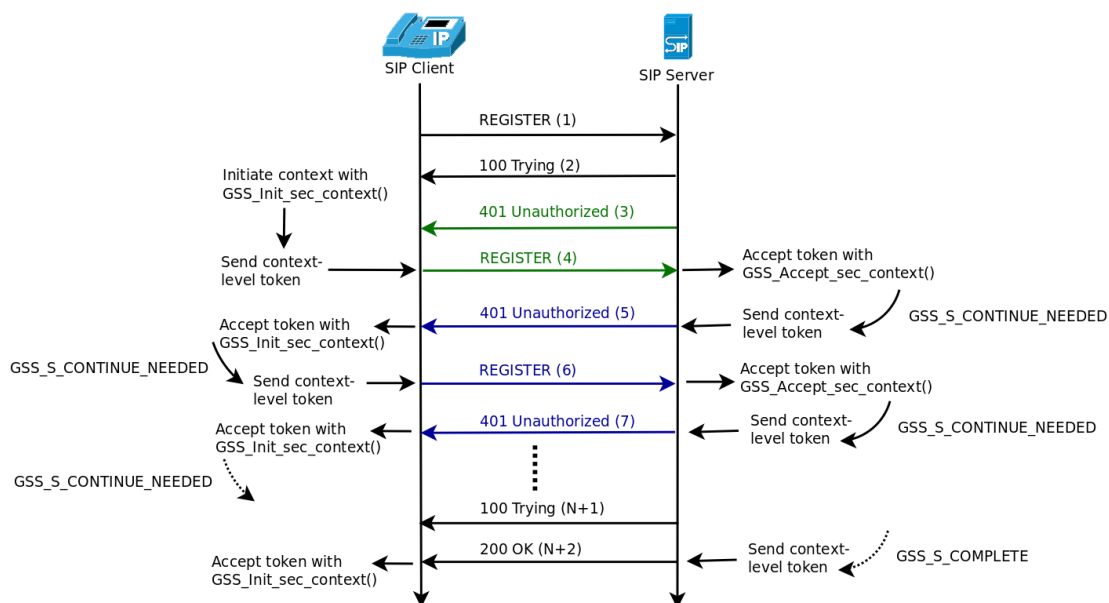 IP
SIP
SIP Client
SIP Server
REGISTER (1)
100 Trying (2)
Initiate context with
GSS_Init_sec_context()
401 Unauthorized (3)
Send context-
level token
REGISTER (4)
Accept token with
GSS_Accept_sec_context()
401 Unauthorized (5)
Send context-
level token
GSS_S_CONTINUE_NEEDED
Accept token with
GSS_Init_sec_context()
GSS_S_CONTINUE_NEEDED
Send context-
level token
REGISTER (6)
Accept token with
GSS_Accept_sec_context()
401 Unauthorized (7)
Send context-
level token
GSS_S_CONTINUE_NEEDED
Accept token with
GSS_Init_sec_context()
GSS_S_CONTINUE_NEEDED
100 Trying (N+1)
200 OK (N+2)
Send context-
level token
GSS_S_COMPLETE
Accept token with
GSS_Init_sec_context()